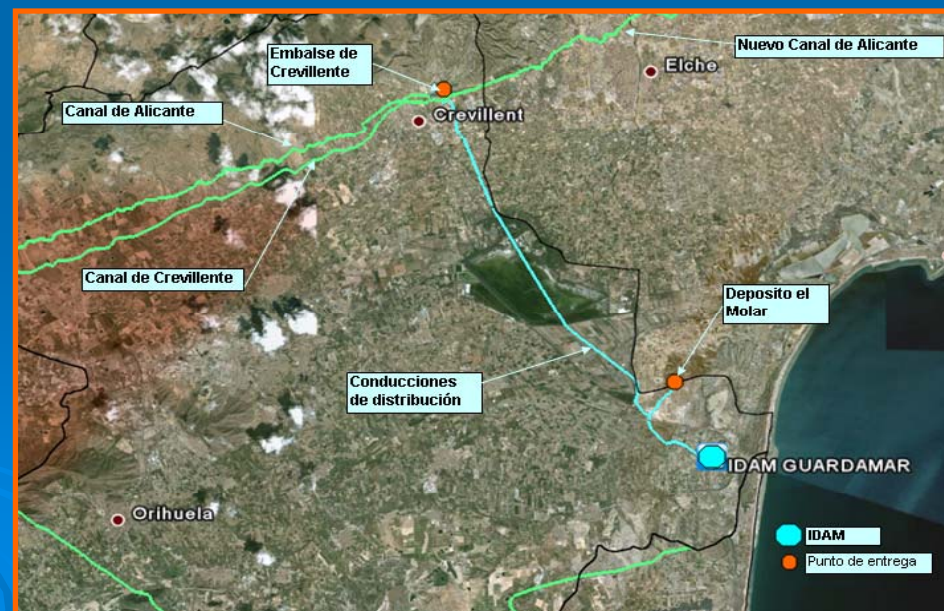 Embalse de
Crevillente
Nuevo Canal de Alicante
Elche
Canal de Alicante
Crevillent
Canal de Crevillente
Deposito el
Molar
Conducciones
de distribución
IDAM GUARDAMAR
Orihuela
IDAM
Punto de entrega